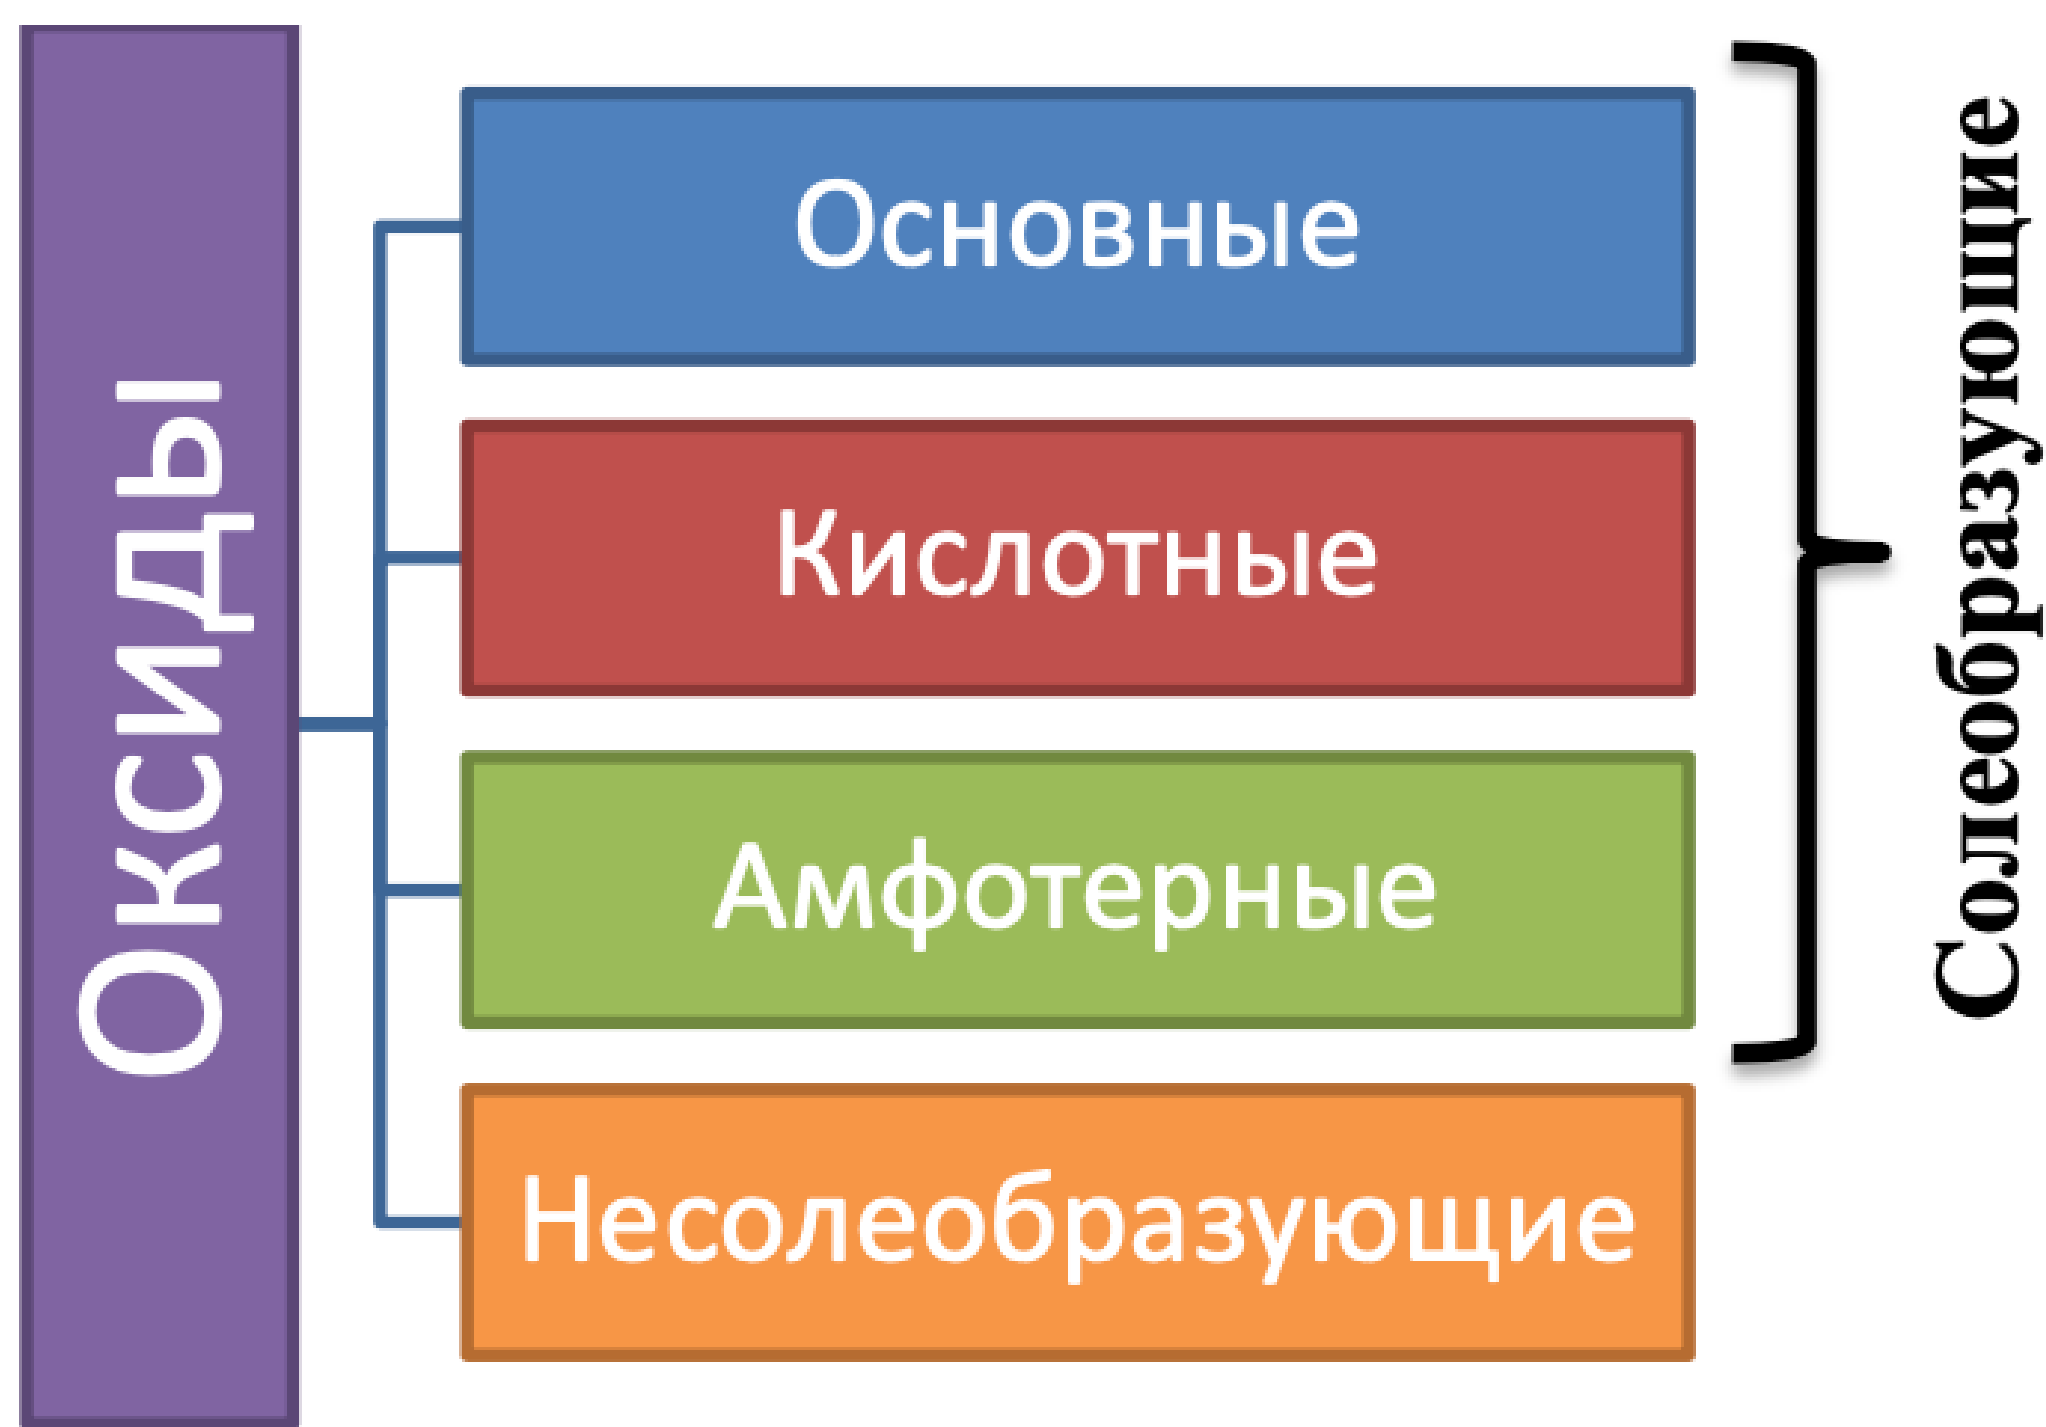 Оксиды
Основные
Кислотные
Амфотерные
Несолеобразующие
Солеобразующие